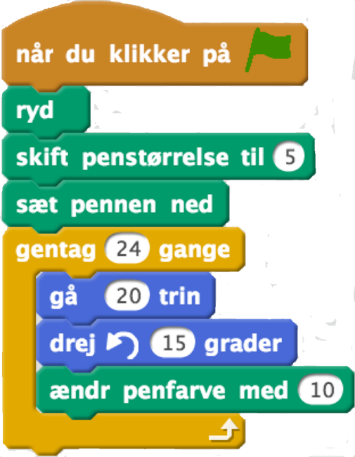 når du klikker på
ryd
skift penstørrelse til 5
sæt pennen ned
gentag 24 gange
gå 20 trin
drej 15 grader
ændr penfarve med 10